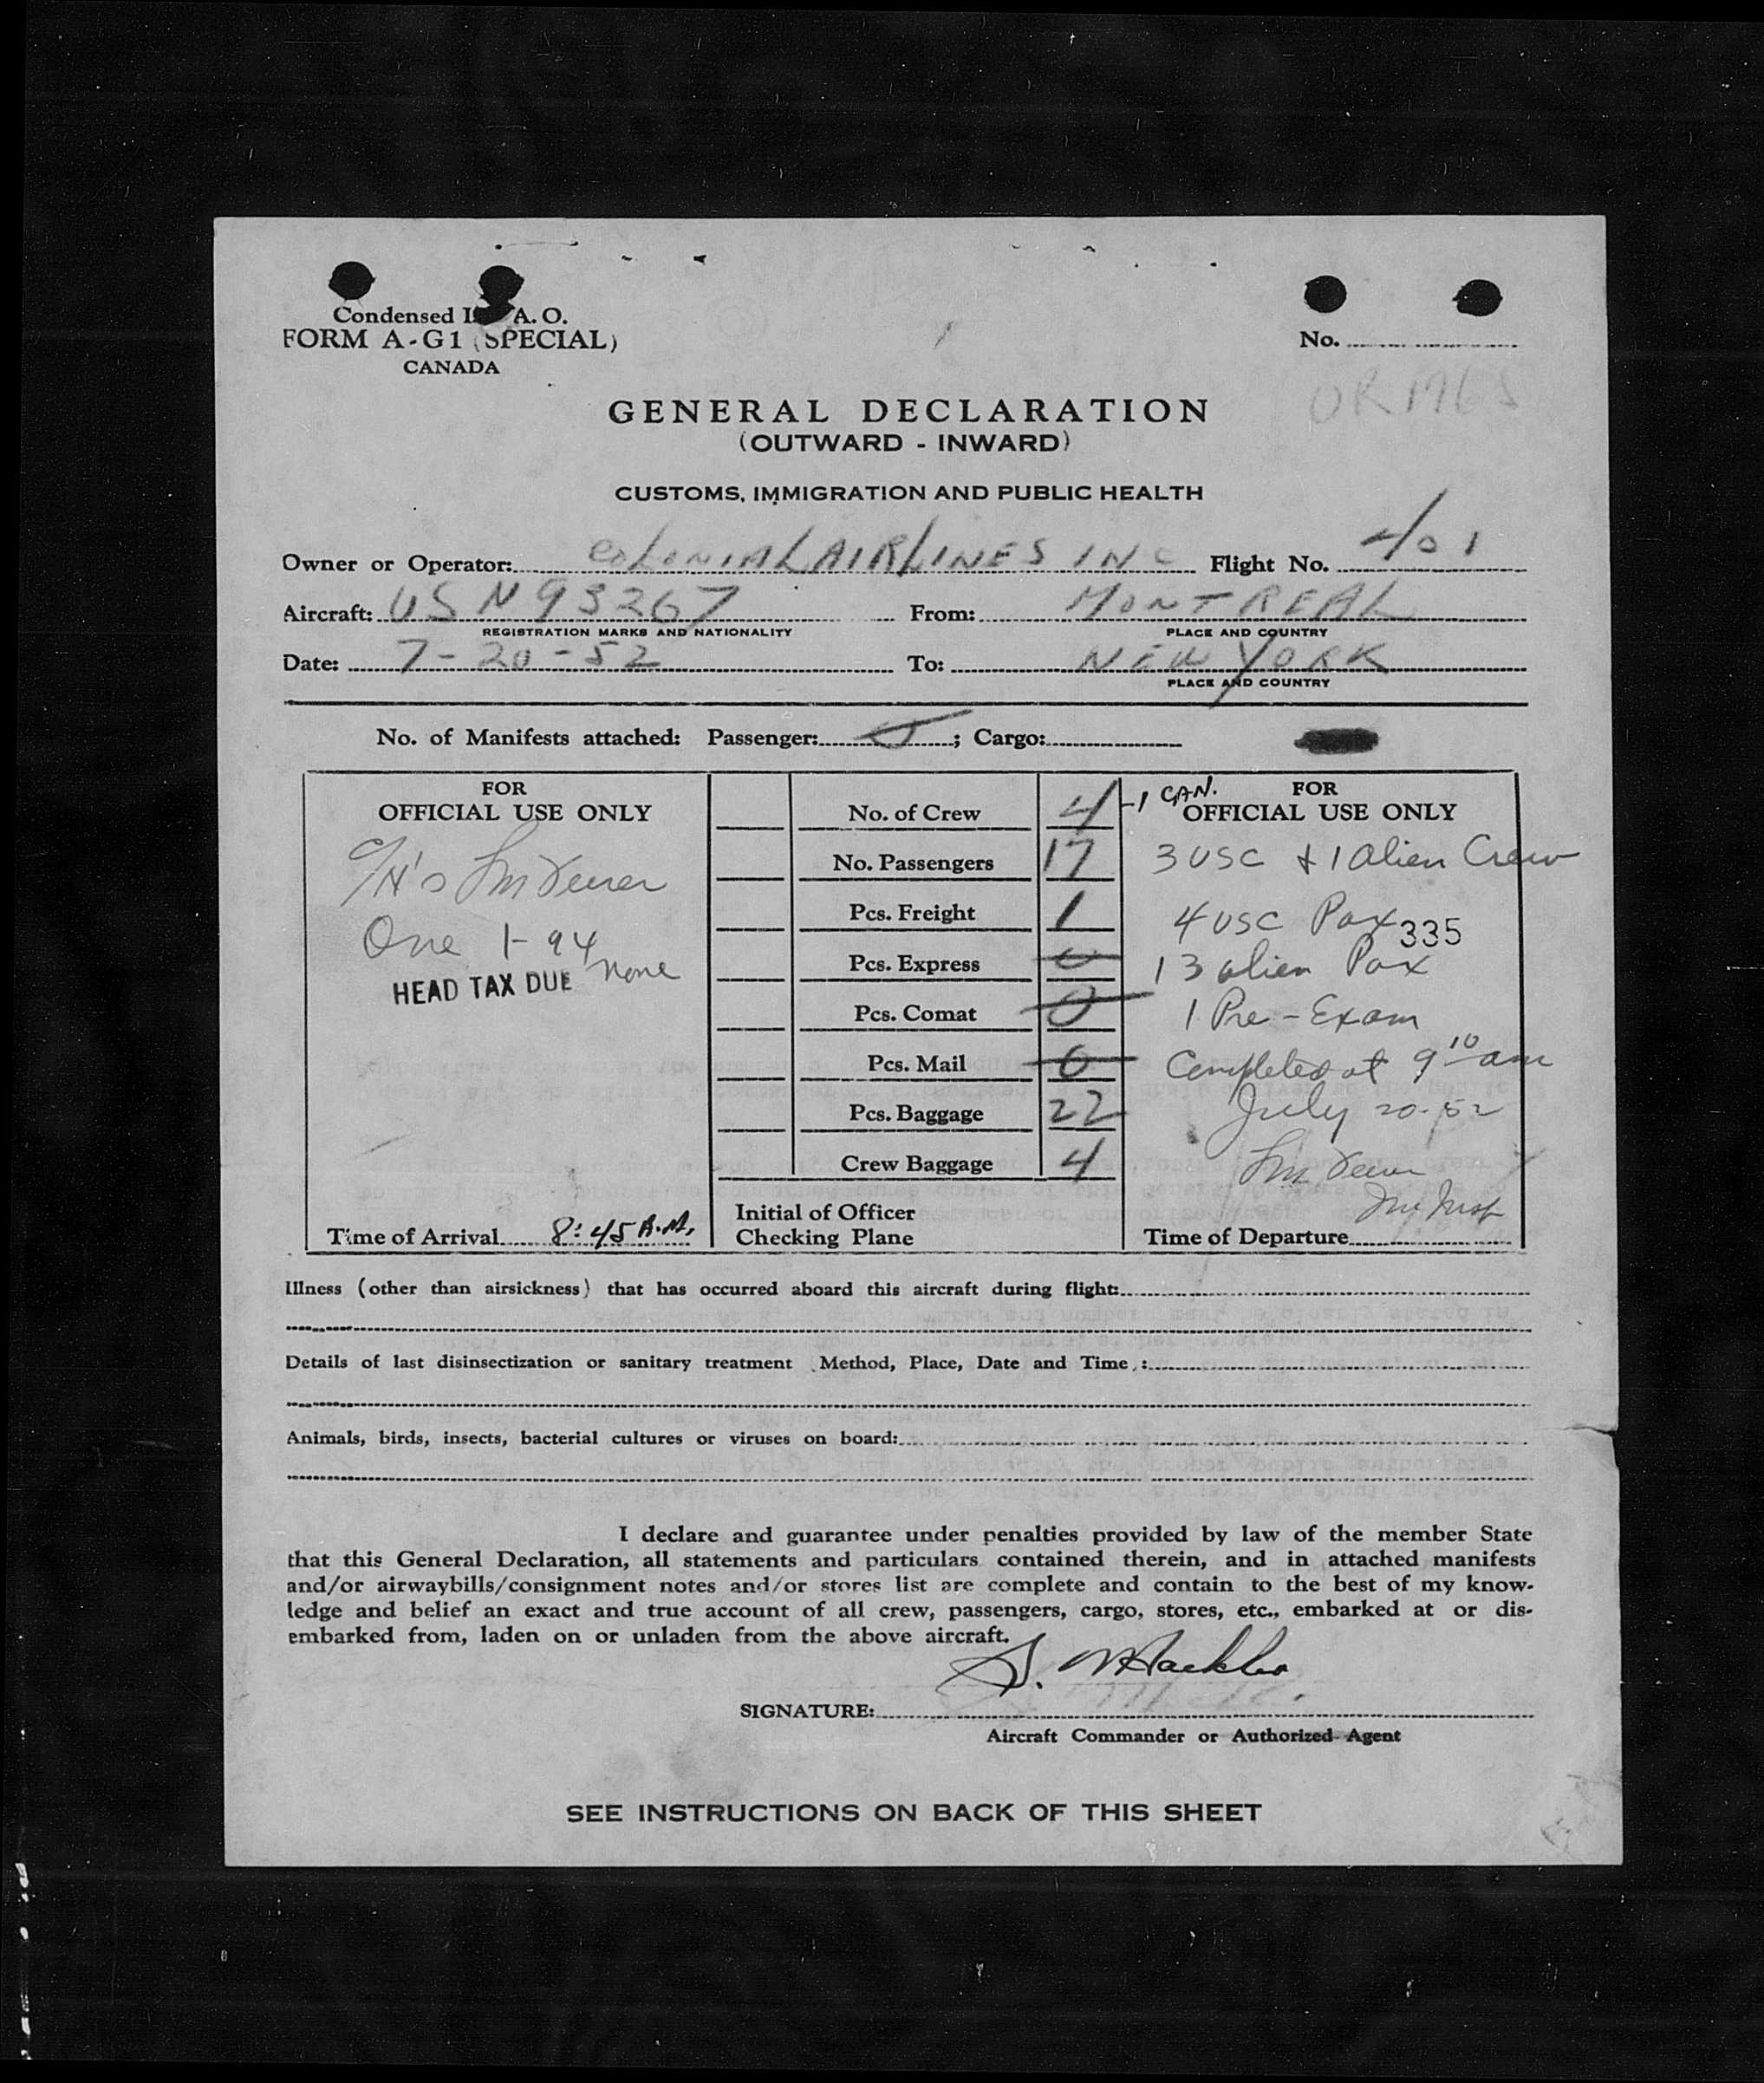 Condensed I. A. O.
FORM A-G1 (SPECIAL)
CANADA
No.
GENERAL DECLARATION
(OUTWARD - INWARD)
CUSTOMS, IMMIGRATION AND PUBLIC HEALTH
Owner or Operator: COLONIAL AIRLINES INC Flight No. 401
Aircraft: US N93267 From: MONTREAL
REGISTRATION MARKS AND NATIONALITY PLACE AND COUNTRY
Date: 7-20-52 To: NEW YORK
PLACE AND COUNTRY
No. of Manifests attached: Passenger: ; Cargo:
FOR
OFFICIAL USE ONLY
One I-94
HEAD TAX DUE None
Time of Arrival 8:45 A.M.
No. of Crew 4 -1 CAN.
No. Passengers 17
Pcs. Freight 1
Pcs. Express 0
Pcs. Comat 0
Pcs. Mail 0
Pcs. Baggage 22
Crew Baggage 4
Initial of Officer
Checking Plane
FOR
OFFICIAL USE ONLY
3 USC & 1 Alien Crew
4 USC Pax 335
13 alien Pax
1 Pre-Exam
Completed at 9 10 am
July 20-52
Time of Departure
Illness (other than airsickness) that has occurred aboard this aircraft during flight:
Details of last disinsectization or sanitary treatment Method, Place, Date and Time :
Animals, birds, insects, bacterial cultures or viruses on board:
I declare and guarantee under penalties provided by law of the member State
that this General Declaration, all statements and particulars contained therein, and in attached manifests
and/or airwaybills/consignment notes and/or stores list are complete and contain to the best of my know-
ledge and belief an exact and true account of all crew, passengers, cargo, stores, etc., embarked at or dis-
embarked from, laden on or unladen from the above aircraft.
SIGNATURE:
Aircraft Commander or Authorized Agent
SEE INSTRUCTIONS ON BACK OF THIS SHEET